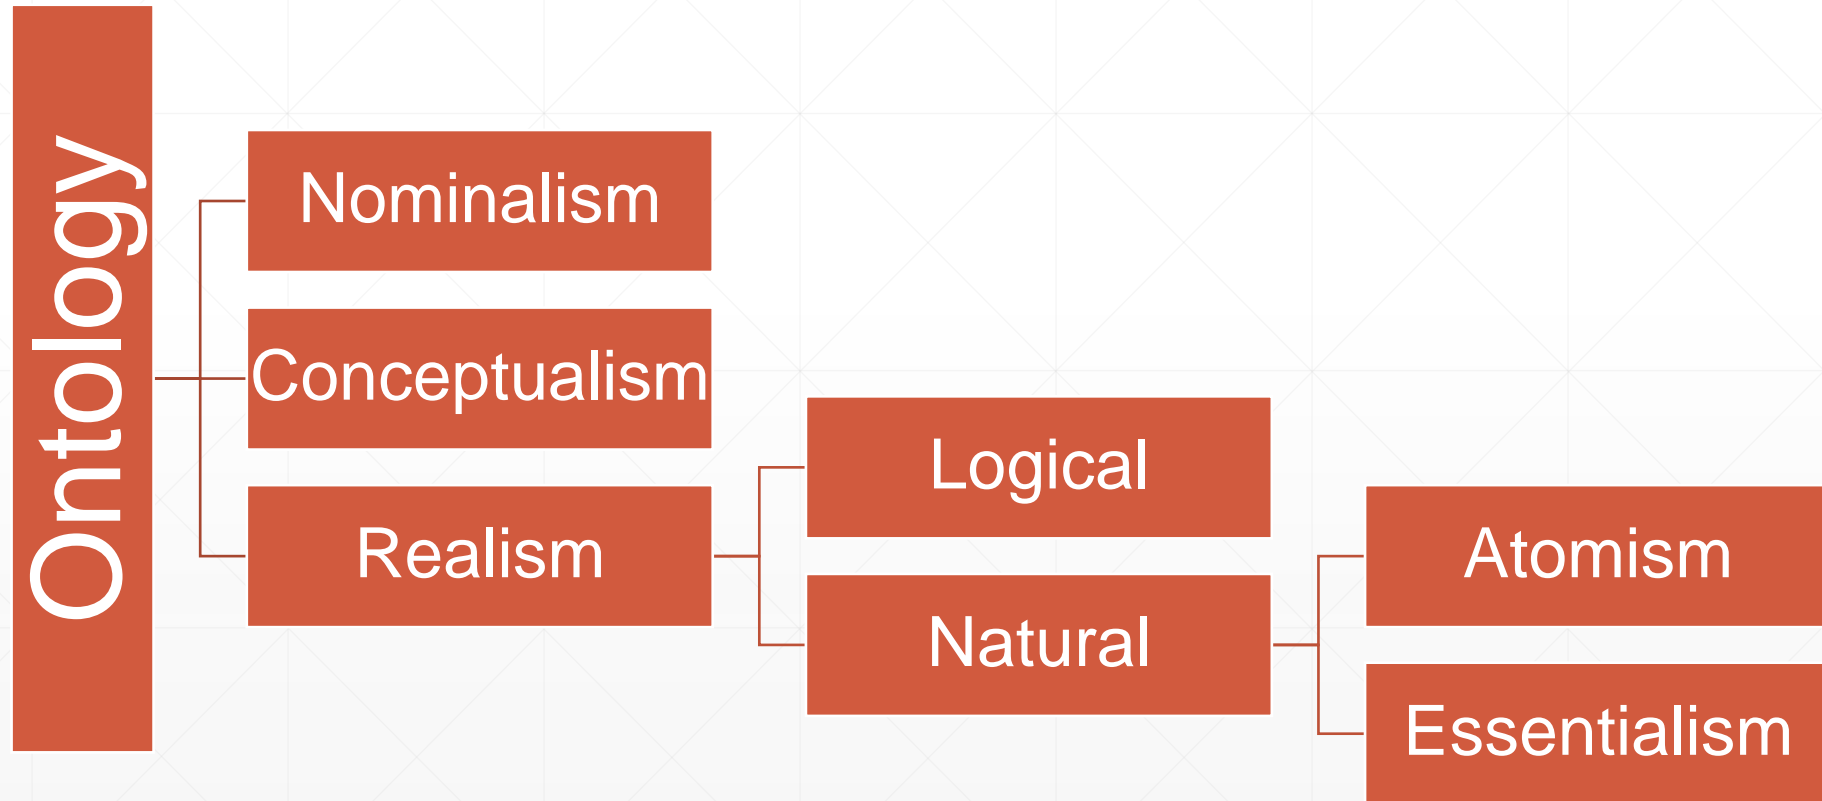 Ontology
Nominalism
Conceptualism
Realism
Logical
Natural
Atomism
Essentialism